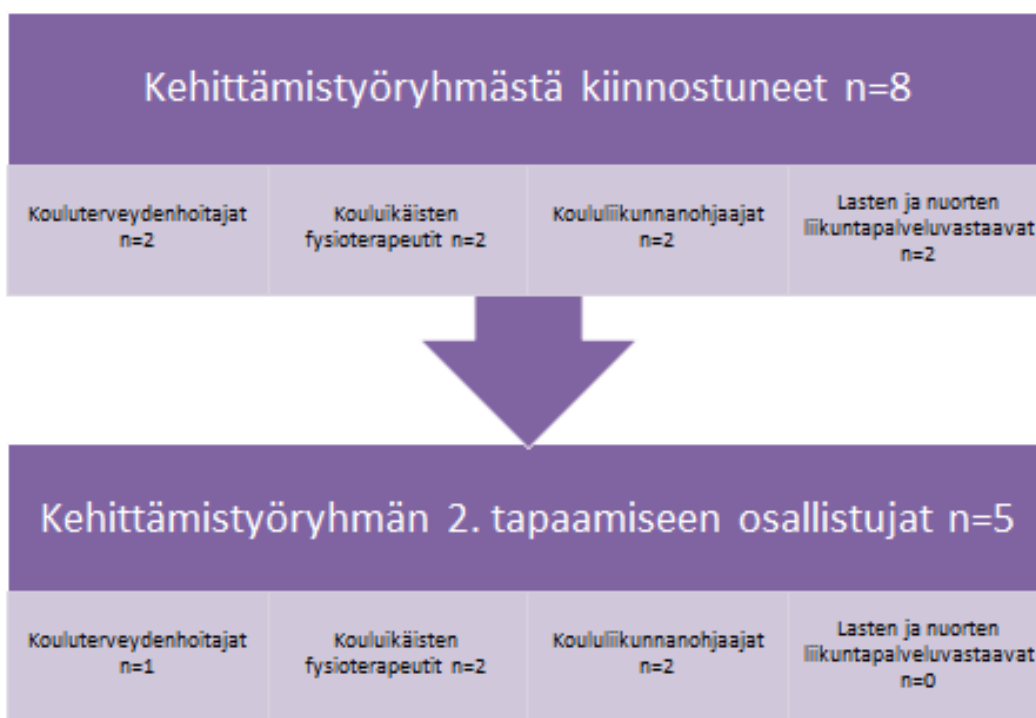 Kehittämistyöryhmästä kiinnostuneet n=8
Kouluterveydenhoitajat
n=2
Kouluikäisten
fysioterapeutit n=2
Koululiikunnanohjaajat
n=2
Lasten ja nuorten
liikuntapalveluvastaavat
n=2
Kehittämistyöryhmän 2. tapaamiseen osallistujat n=5
Kouluterveydenhoitajat
n=1
Kouluikäisten
fysioterapeutit n=2
Koululiikunnanohjaajat
n=2
Lasten ja nuorten
liikuntapalveluvastaavat
n=0